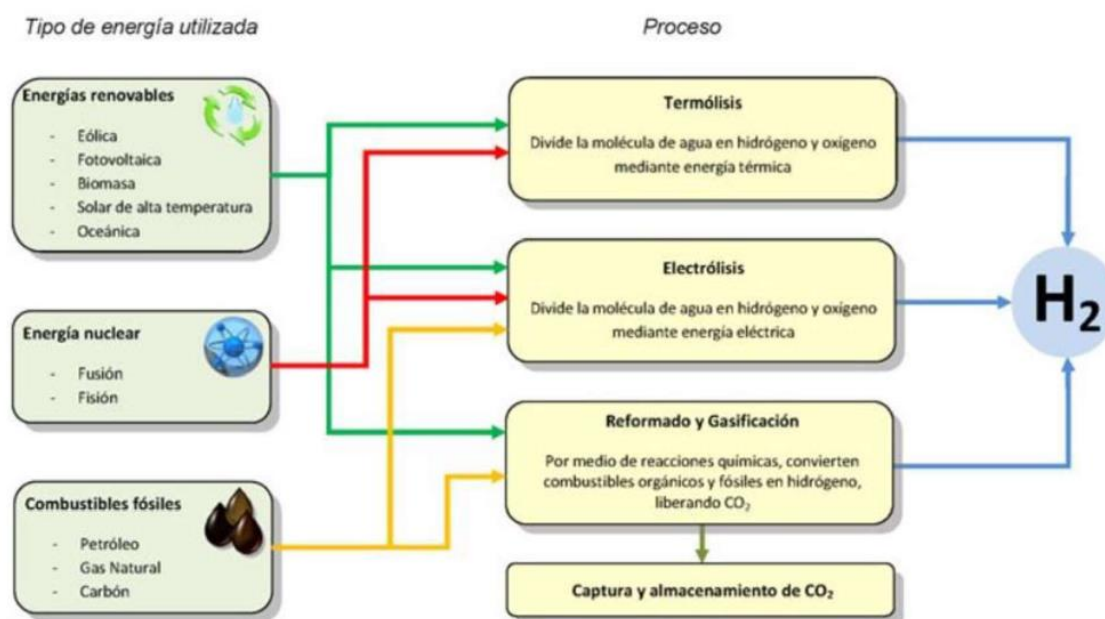 Tipo de energía utilizada
Proceso
Energías renovables
- Eólica
- Fotovoltaica
- Biomasa
- Solar de alta temperatura
- Oceánica
Energía nuclear
- Fusión
- Fisión
Combustibles fósiles
- Petróleo
- Gas Natural
- Carbón
Termólisis
Divide la molécula de agua en hidrógeno y oxígeno
mediante energía térmica
Electrólisis
Divide la molécula de agua en hidrógeno y oxígeno
mediante energía eléctrica
Reformado y Gasificación
Por medio de reacciones químicas, convierten
combustibles orgánicos y fósiles en hidrógeno,
liberando CO₂
Captura y almacenamiento de CO₂
H₂